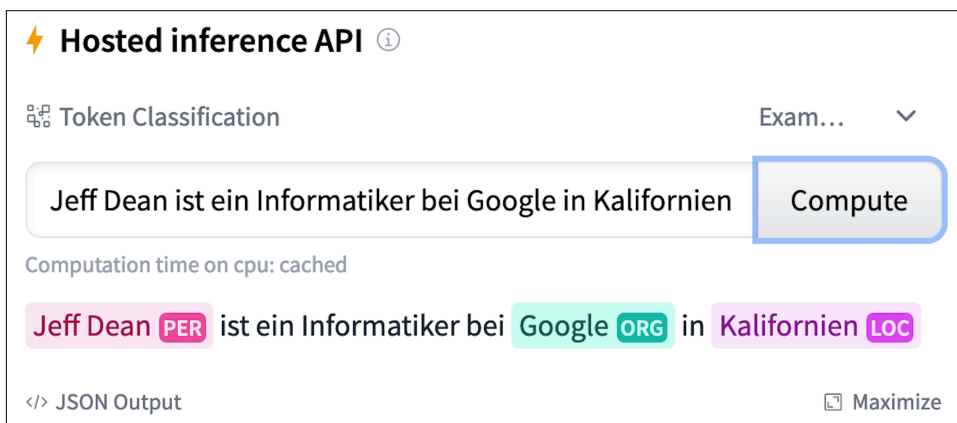 Hosted inference API
Token Classification Exam...
Jeff Dean ist ein Informatiker bei Google in Kalifornien Compute
Computation time on cpu: cached
Jeff Dean PER ist ein Informatiker bei Google ORG in Kalifornien LOC
</> JSON Output Maximize